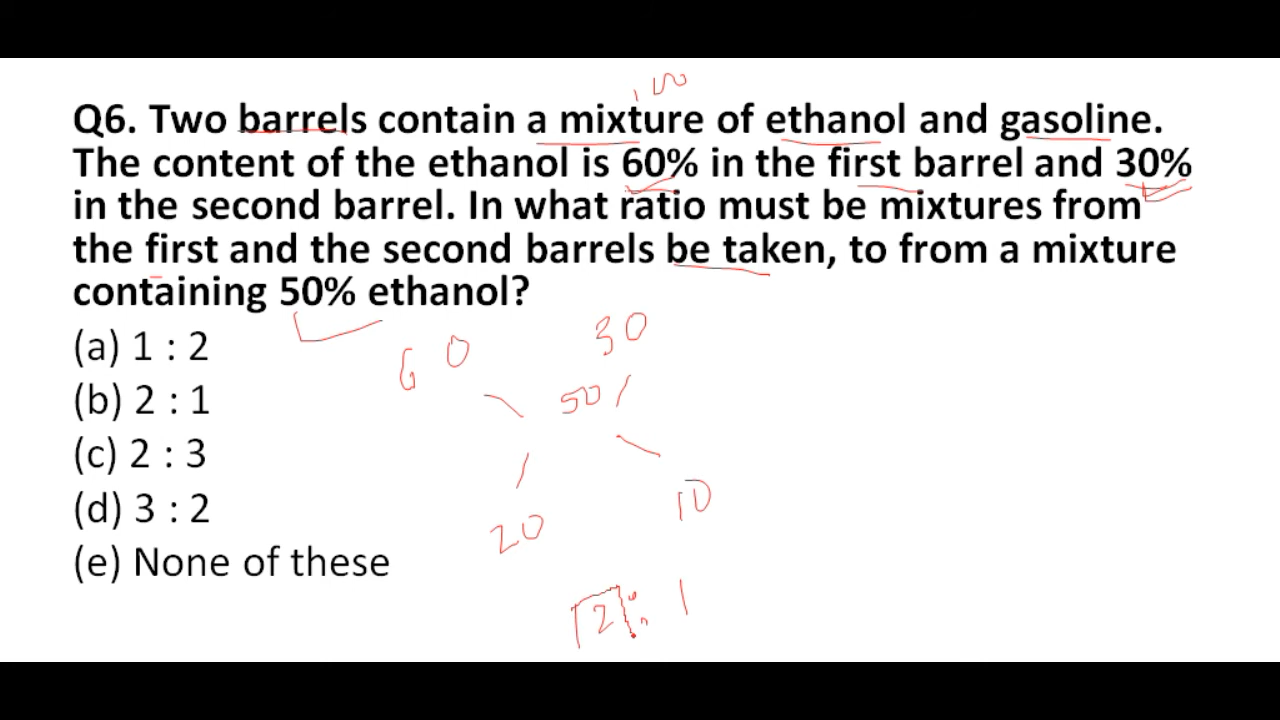 Q6. Two barrels contain a mixture of ethanol and gasoline.
The content of the ethanol is 60% in the first barrel and 30%
in the second barrel. In what ratio must be mixtures from
the first and the second barrels be taken, to from a mixture
containing 50% ethanol?
(a) 1 : 2
(b) 2 : 1
(c) 2 : 3
(d) 3 : 2
(e) None of these
60 30
50
20 10
2 : 1